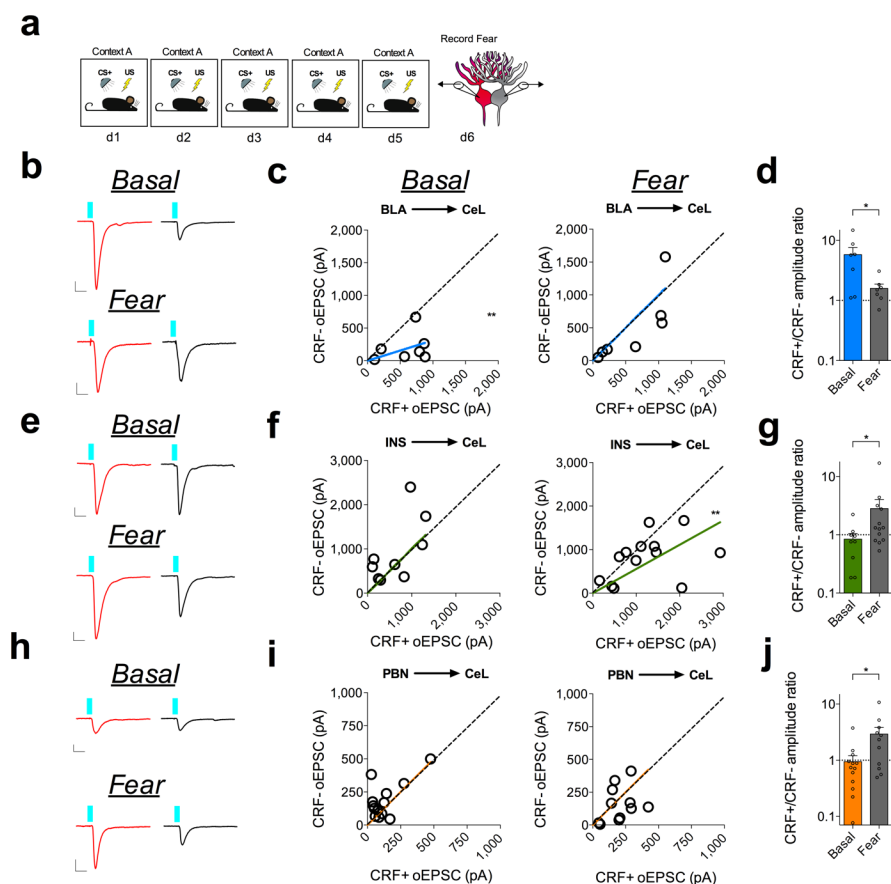 a
Context A Context A Context A Context A Context A Record Fear
CS+ US CS+ US CS+ US CS+ US CS+ US
d1 d2 d3 d4 d5 d6
b
Basal
Fear
c
Basal Fear
BLA CeL
2,000
1,500
1,000
500
0
CRF- oEPSC (pA)
**
0 500 1,000 1,500 2,000
CRF+ oEPSC (pA)
BLA CeL
2,000
1,500
1,000
500
0
CRF- oEPSC (pA)
0 500 1,000 1,500 2,000
CRF+ oEPSC (pA)
d
*
10
1
0.1
CRF+/CRF- amplitude ratio
Basal Fear
e
Basal
Fear
f
INS CeL
3,000
2,000
1,000
0
CRF- oEPSC (pA)
0 1,000 2,000 3,000
CRF+ oEPSC (pA)
INS CeL
3,000
2,500
2,000
1,500
1,000
500
0
CRF- oEPSC (pA)
**
0 1,000 2,000 3,000
CRF+ oEPSC (pA)
g
*
10
1
0.1
CRF+/CRF- amplitude ratio
Basal Fear
h
Basal
Fear
i
PBN CeL
1,000
750
500
250
0
CRF- oEPSC (pA)
0 250 500 750 1,000
CRF+ oEPSC (pA)
PBN CeL
1,000
750
500
250
0
CRF- oEPSC (pA)
0 250 500 750 1,000
CRF+ oEPSC (pA)
j
*
10
1
0.1
CRF+/CRF- amplitude ratio
Basal Fear